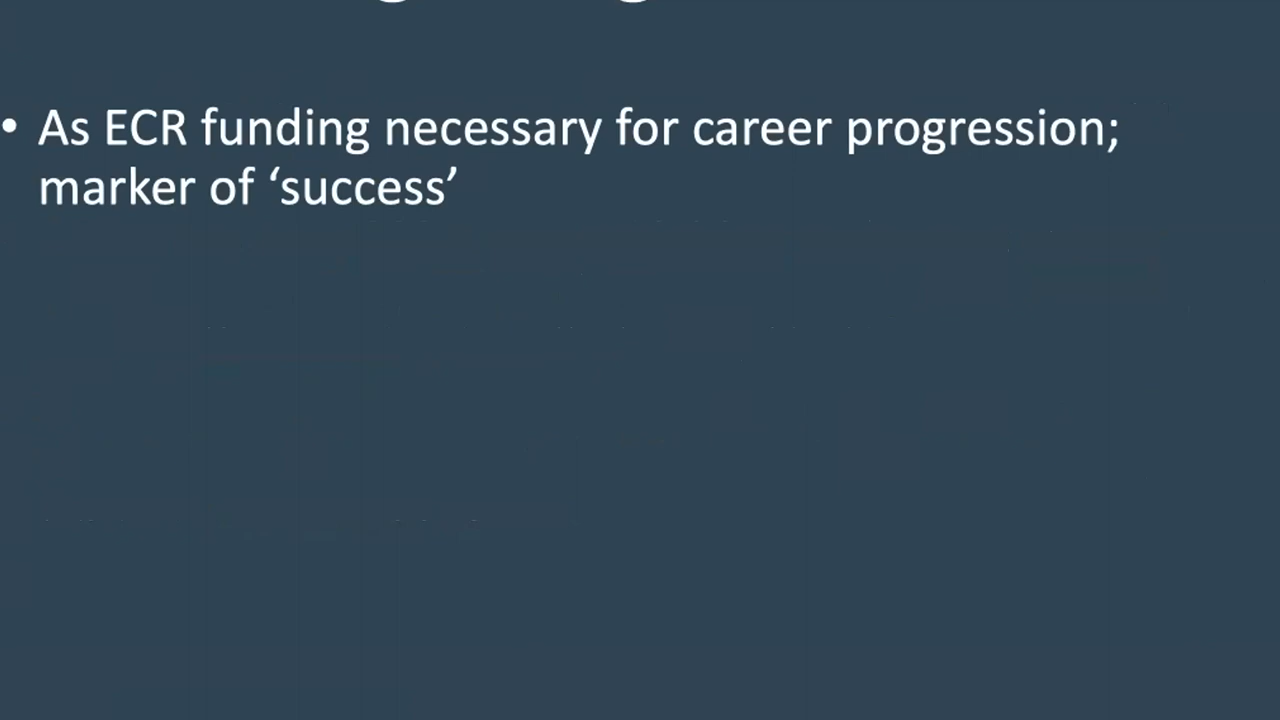 • As ECR funding necessary for career progression;
marker of ‘success’